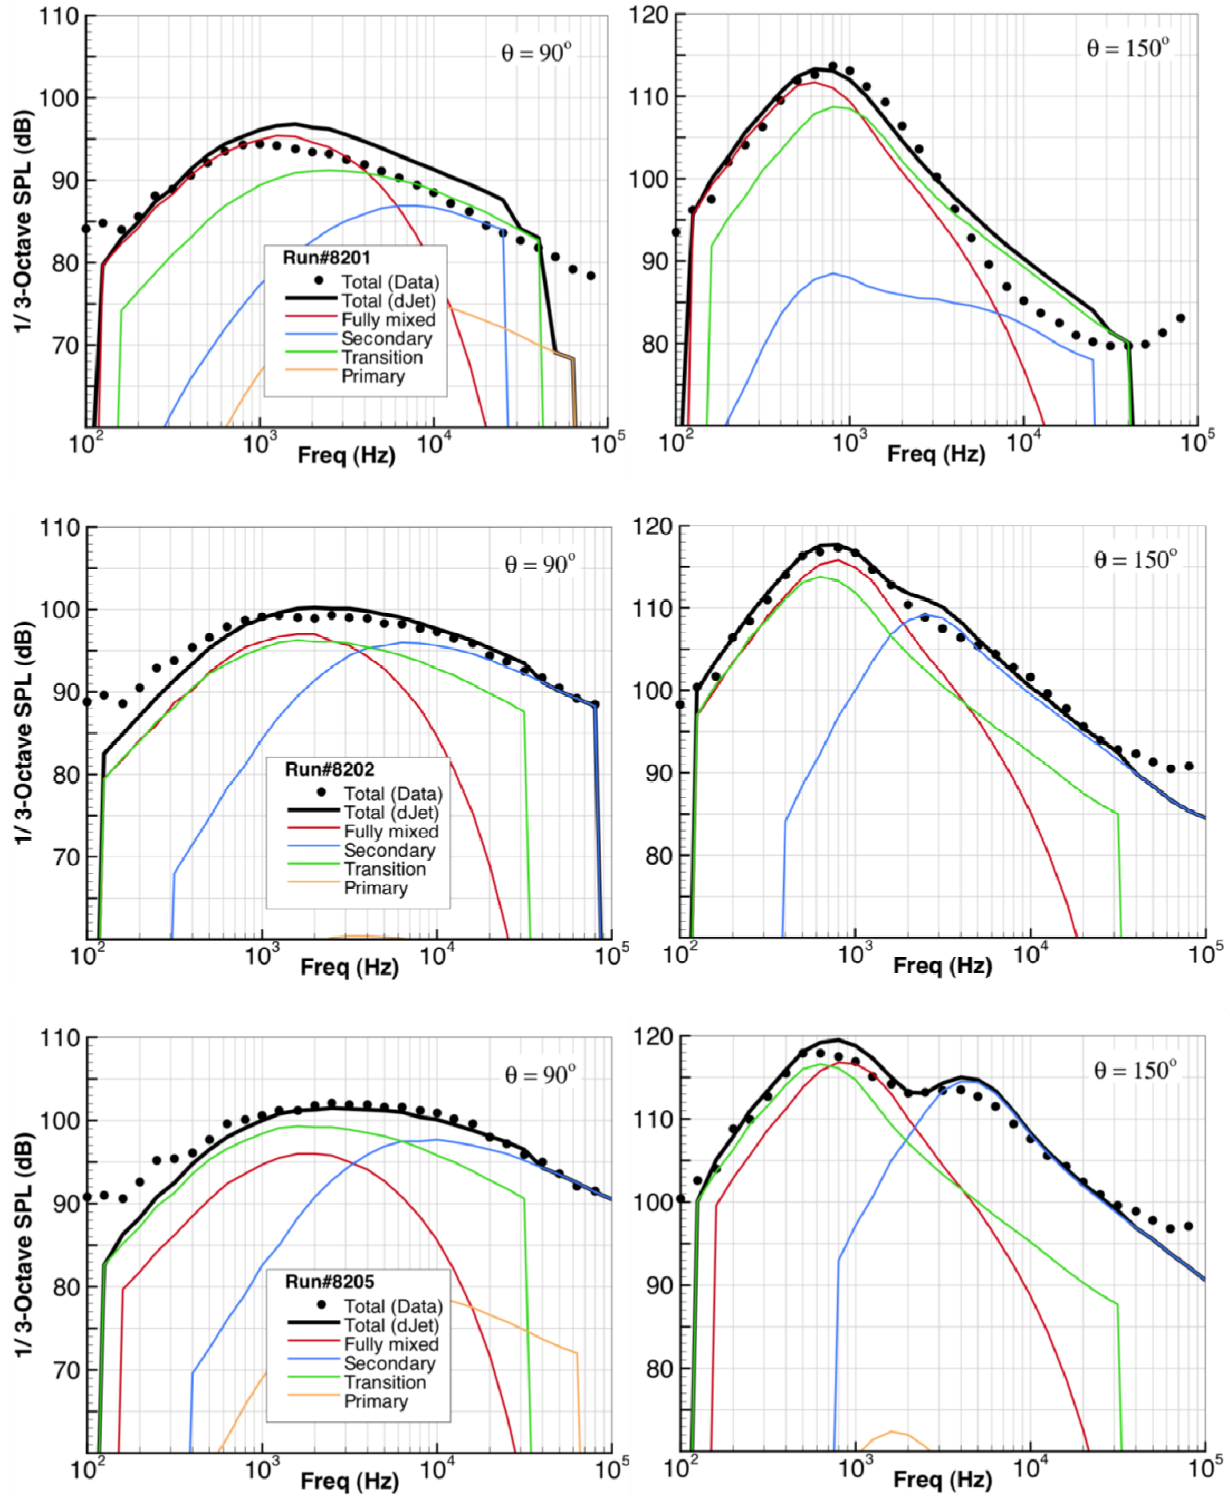 110
100
90
80
70
1/ 3-Octave SPL (dB)
θ = 90°
Run#8201
Total (Data)
Total (dJet)
Fully mixed
Secondary
Transition
Primary
10² 10³ 10⁴ 10⁵
Freq (Hz)
120
110
100
90
80
θ = 150°
10² 10³ 10⁴ 10⁵
Freq (Hz)
110
100
90
80
70
1/ 3-Octave SPL (dB)
θ = 90°
Run#8202
Total (Data)
Total (dJet)
Fully mixed
Secondary
Transition
Primary
10² 10³ 10⁴ 10⁵
Freq (Hz)
120
110
100
90
80
θ = 150°
10² 10³ 10⁴ 10⁵
Freq (Hz)
110
100
90
80
70
1/ 3-Octave SPL (dB)
θ = 90°
Run#8205
Total (Data)
Total (dJet)
Fully mixed
Secondary
Transition
Primary
10² 10³ 10⁴ 10⁵
Freq (Hz)
120
110
100
90
80
θ = 150°
10² 10³ 10⁴ 10⁵
Freq (Hz)